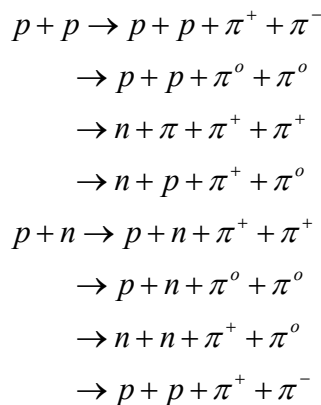 p + p → p + p + π⁺ + π⁻
→ p + p + πᵒ + πᵒ
→ n + π + π⁺ + π⁺
→ n + p + π⁺ + πᵒ
p + n → p + n + π⁺ + π⁺
→ p + n + πᵒ + πᵒ
→ n + n + π⁺ + πᵒ
→ p + p + π⁺ + π⁻